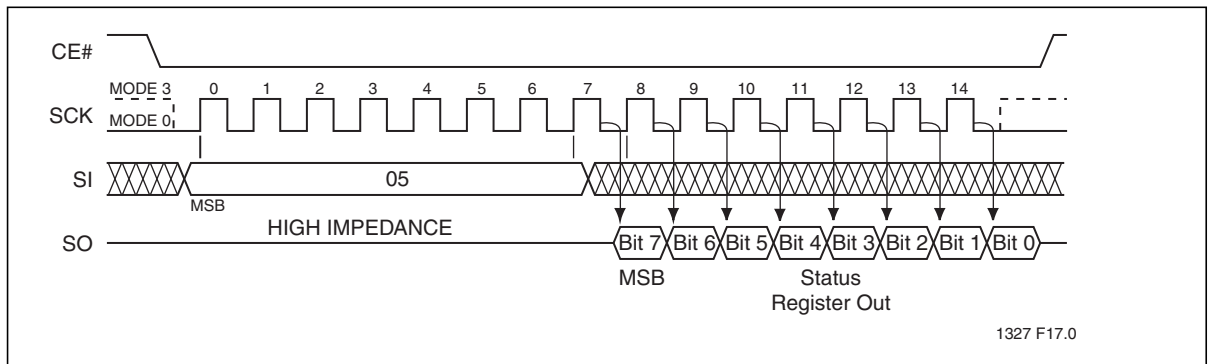 CE#
MODE 3 0 1 2 3 4 5 6 7 8 9 10 11 12 13 14
SCK MODE 0
SI 05
MSB
HIGH IMPEDANCE
SO Bit 7 Bit 6 Bit 5 Bit 4 Bit 3 Bit 2 Bit 1 Bit 0
MSB Status
Register Out
1327 F17.0